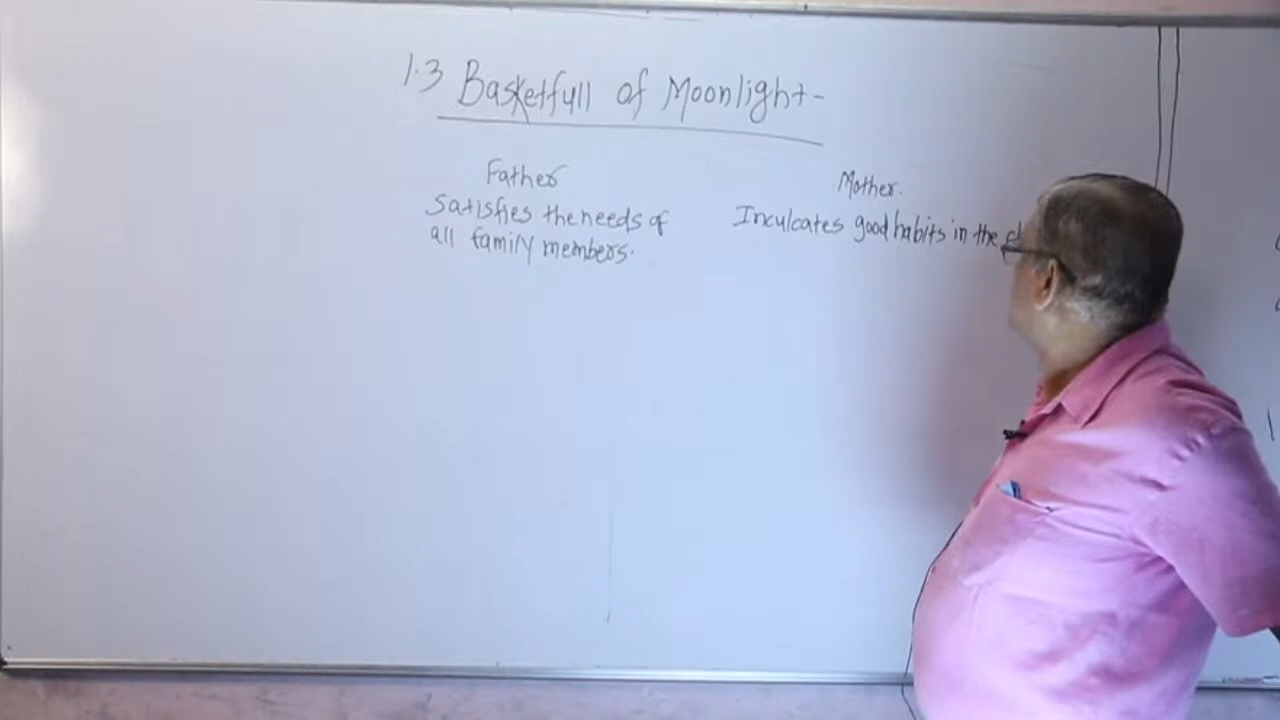 1.3 Basketfull of Moonlight-
Father
Satisfies the needs of
all family members.
Mother.
Inculcates good habits in the